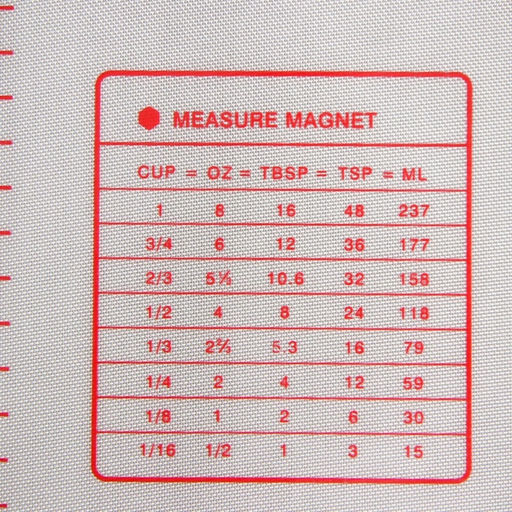 MEASURE MAGNET
CUP = OZ = TBSP = TSP = ML
1 8 16 48 237
3/4 6 12 36 177
2/3 5⅓ 10.6 32 158
1/2 4 8 24 118
1/3 2⅔ 5.3 16 79
1/4 2 4 12 59
1/8 1 2 6 30
1/16 1/2 1 3 15